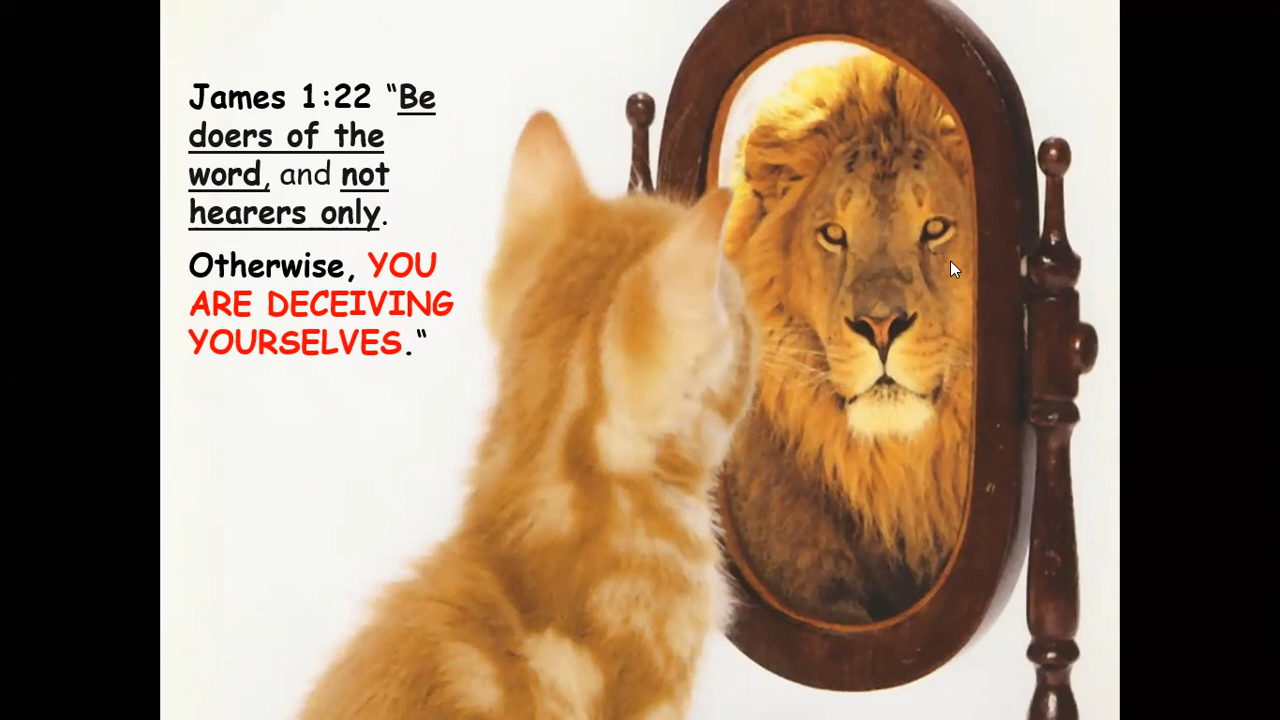 James 1:22 “Be
doers of the
word, and not
hearers only.
Otherwise, YOU
ARE DECEIVING
YOURSELVES.“